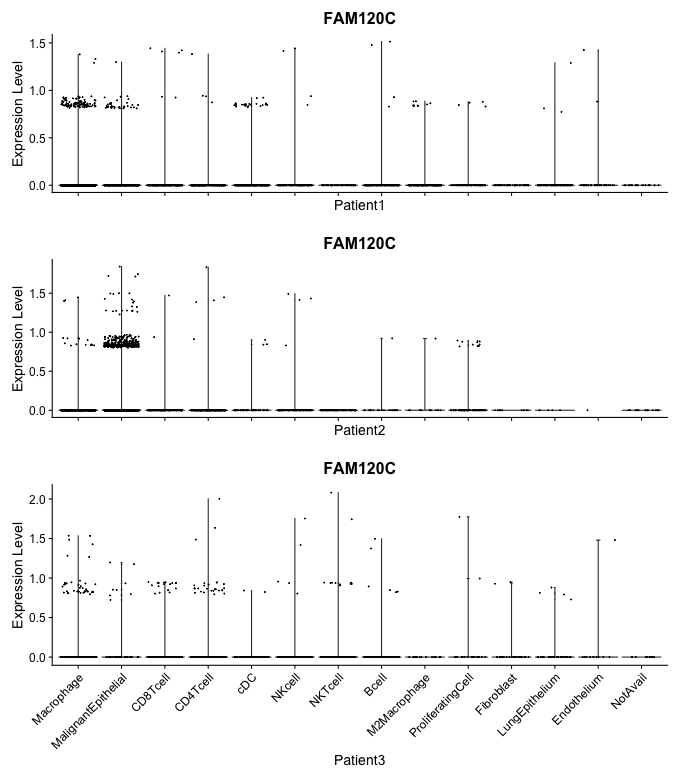 FAM120C
Expression Level
1.5
1.0
0.5
0.0
Patient1
FAM120C
Expression Level
1.5
1.0
0.5
0.0
Patient2
FAM120C
Expression Level
2.0
1.5
1.0
0.5
0.0
Macrophage
MalignantEpithelial
CD8Tcell
CD4Tcell
cDC
NKcell
NKTcell
Bcell
M2Macrophage
ProliferatingCell
Fibroblast
LungEpithelium
Endothelium
NotAvail
Patient3